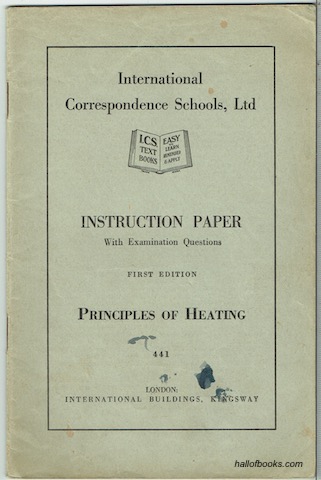 International
Correspondence Schools, Ltd
I.C.S. TEXT BOOKS
EASY TO LEARN REMEMBER & APPLY
INSTRUCTION PAPER
With Examination Questions
FIRST EDITION
PRINCIPLES OF HEATING
441
LONDON:
INTERNATIONAL BUILDINGS, KINGSWAY
hallofbooks.com